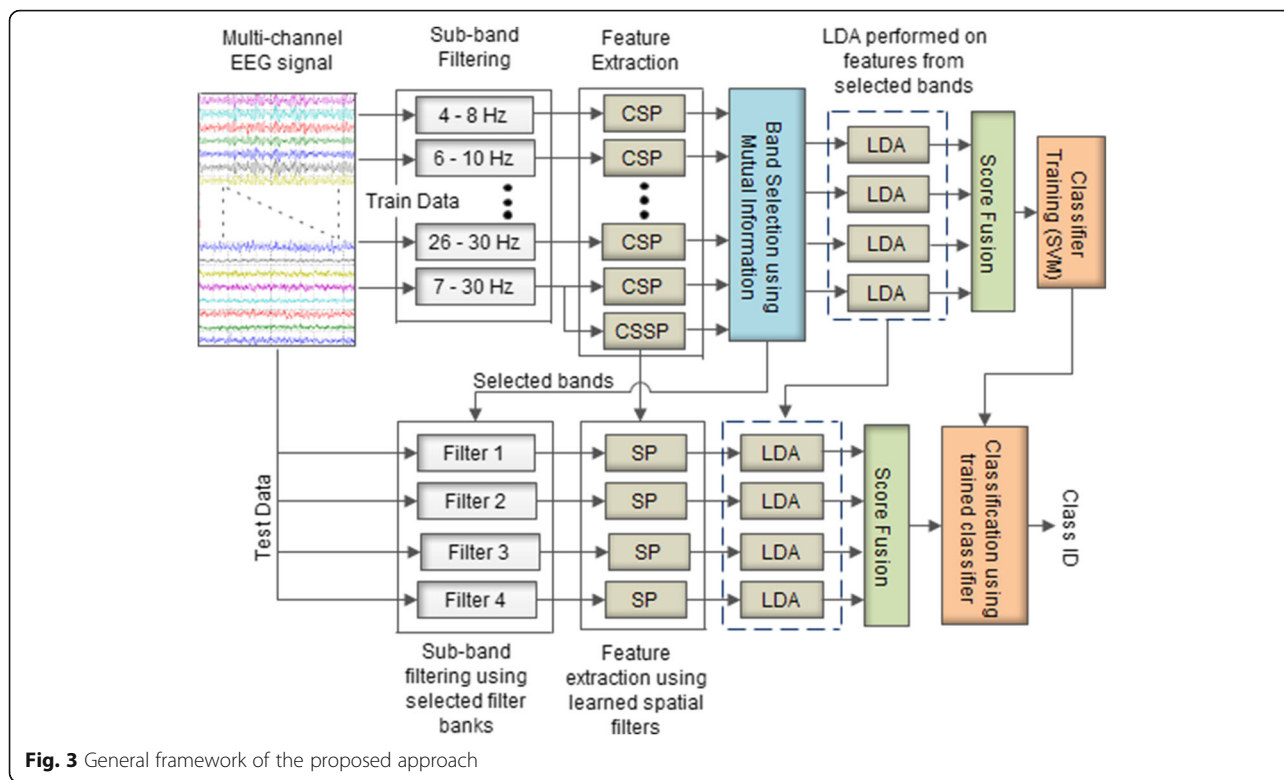 Multi-channel
EEG signal
Sub-band
Filtering
Feature
Extraction
LDA performed on
features from
selected bands
4 - 8 Hz
6 - 10 Hz
Train Data
26 - 30 Hz
7 - 30 Hz
CSP
CSP
CSP
CSP
CSSP
Band Selection using
Mutual Information
LDA
LDA
LDA
LDA
Score Fusion
Classifier
Training (SVM)
Selected bands
Test Data
Filter 1
Filter 2
Filter 3
Filter 4
SP
SP
SP
SP
LDA
LDA
LDA
LDA
Score Fusion
Classification using
trained classifier
Class ID
Sub-band
filtering using
selected filter
banks
Feature
extraction using
learned spatial
filters
Fig. 3 General framework of the proposed approach